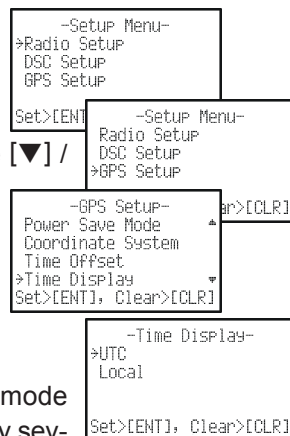 -Setup Menu-
→Radio Setup
DSC Setup
GPS Setup
Set>[ENT
[▼] /
-Setup Menu-
Radio Setup
DSC Setup
→GPS Setup
ar>[CLR]
-GPS Setup-
Power Save Mode
Coordinate System
Time Offset
→Time Display
Set>[ENT], Clear>[CLR]
-Time Display-
→UTC
Local
Set>[ENT], Clear>[CLR]
mode
y sev-